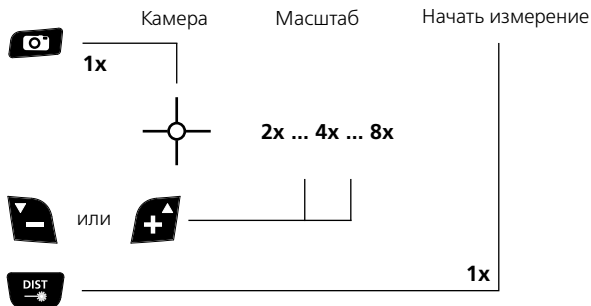 Камера Масштаб Начать измерение
1x
2x ... 4x ... 8x
или
1x
DIST